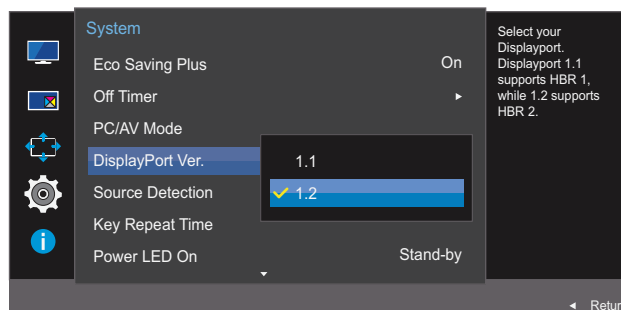 System
Eco Saving Plus On
Off Timer
PC/AV Mode
DisplayPort Ver.
1.1
Source Detection
1.2
Key Repeat Time
Power LED On Stand-by
Select your
Displayport.
Displayport 1.1
supports HBR 1,
while 1.2 supports
HBR 2.
Retur